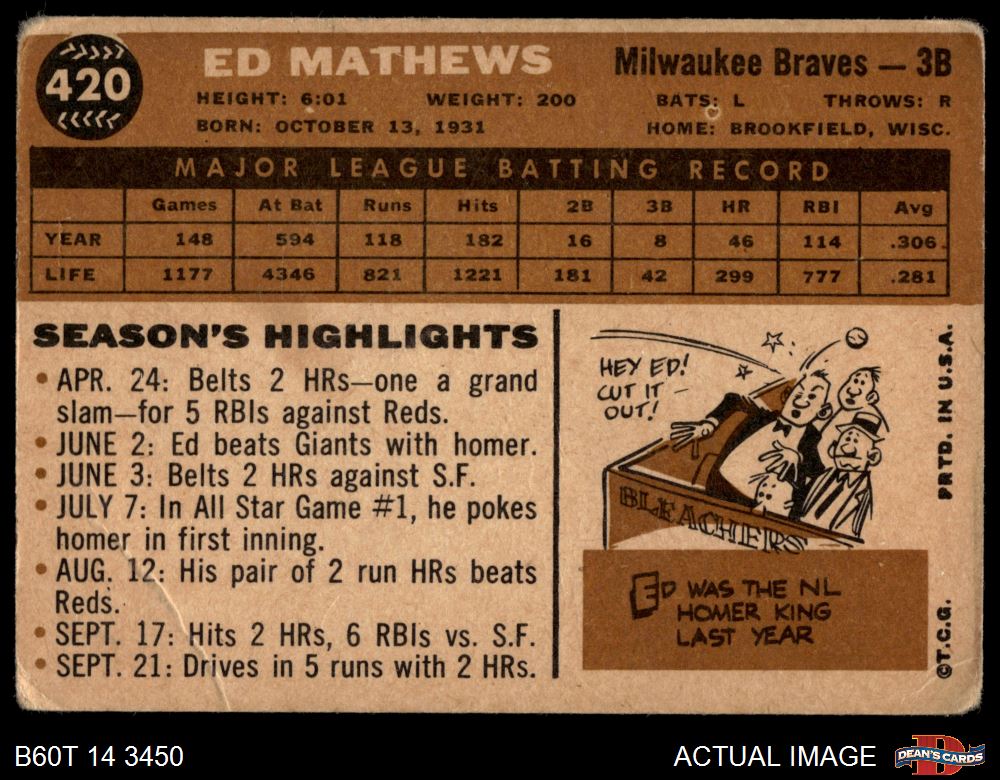 420
ED MATHEWS
Milwaukee Braves — 3B
HEIGHT: 6:01 WEIGHT: 200 BATS: L THROWS: R
BORN: OCTOBER 13, 1931 HOME: BROOKFIELD, WISC.
MAJOR LEAGUE BATTING RECORD
Games At Bat Runs Hits 2B 3B HR RBI Avg
YEAR 148 594 118 182 16 8 46 114 .306
LIFE 1177 4346 821 1221 181 42 299 777 .281
SEASON'S HIGHLIGHTS
• APR. 24: Belts 2 HRs—one a grand
slam—for 5 RBIs against Reds.
• JUNE 2: Ed beats Giants with homer.
• JUNE 3: Belts 2 HRs against S.F.
• JULY 7: In All Star Game #1, he pokes
homer in first inning.
• AUG. 12: His pair of 2 run HRs beats
Reds.
• SEPT. 17: Hits 2 HRs, 6 RBIs vs. S.F.
• SEPT. 21: Drives in 5 runs with 2 HRs.
HEY ED!
CUT IT
OUT!
BLEACHERS
ED WAS THE NL
HOMER KING
LAST YEAR
©T.C.G. PRTD. IN U.S.A.
B60T 14 3450
ACTUAL IMAGE
D
DEAN'S CARDS